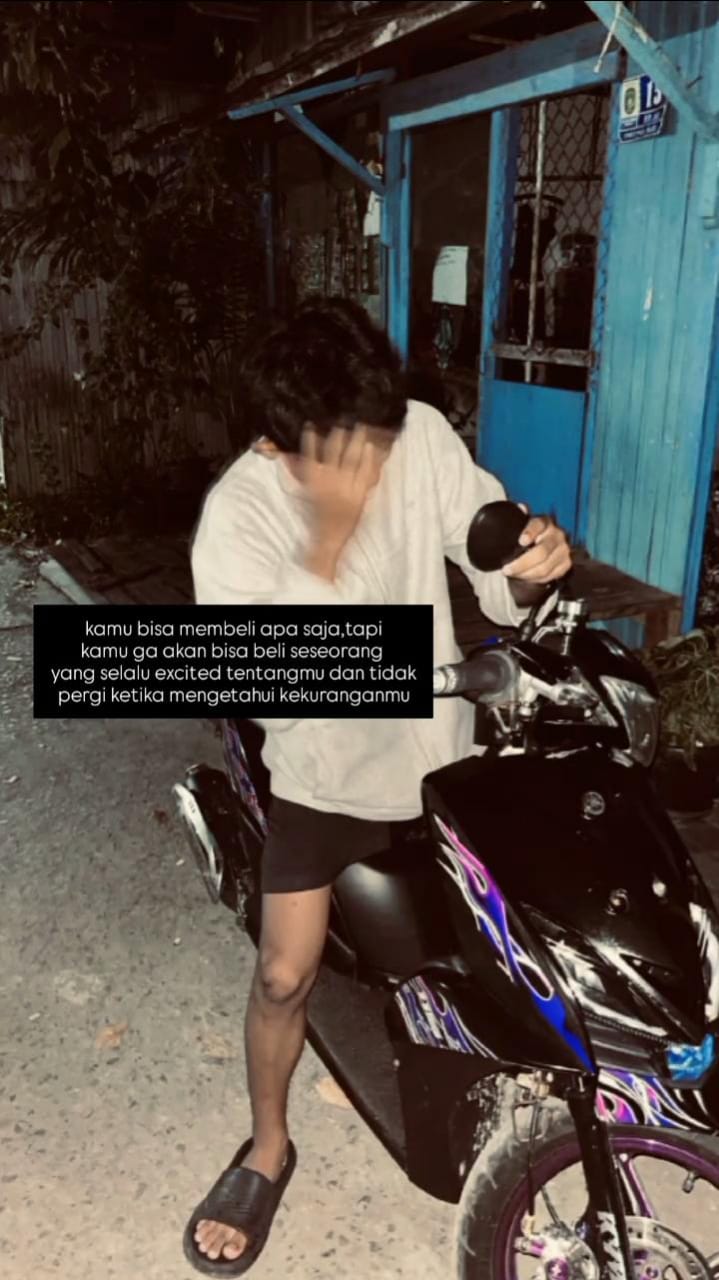 15
kamu bisa membeli apa saja,tapi
kamu ga akan bisa beli seseorang
yang selalu excited tentangmu dan tidak
pergi ketika mengetahui kekuranganmu